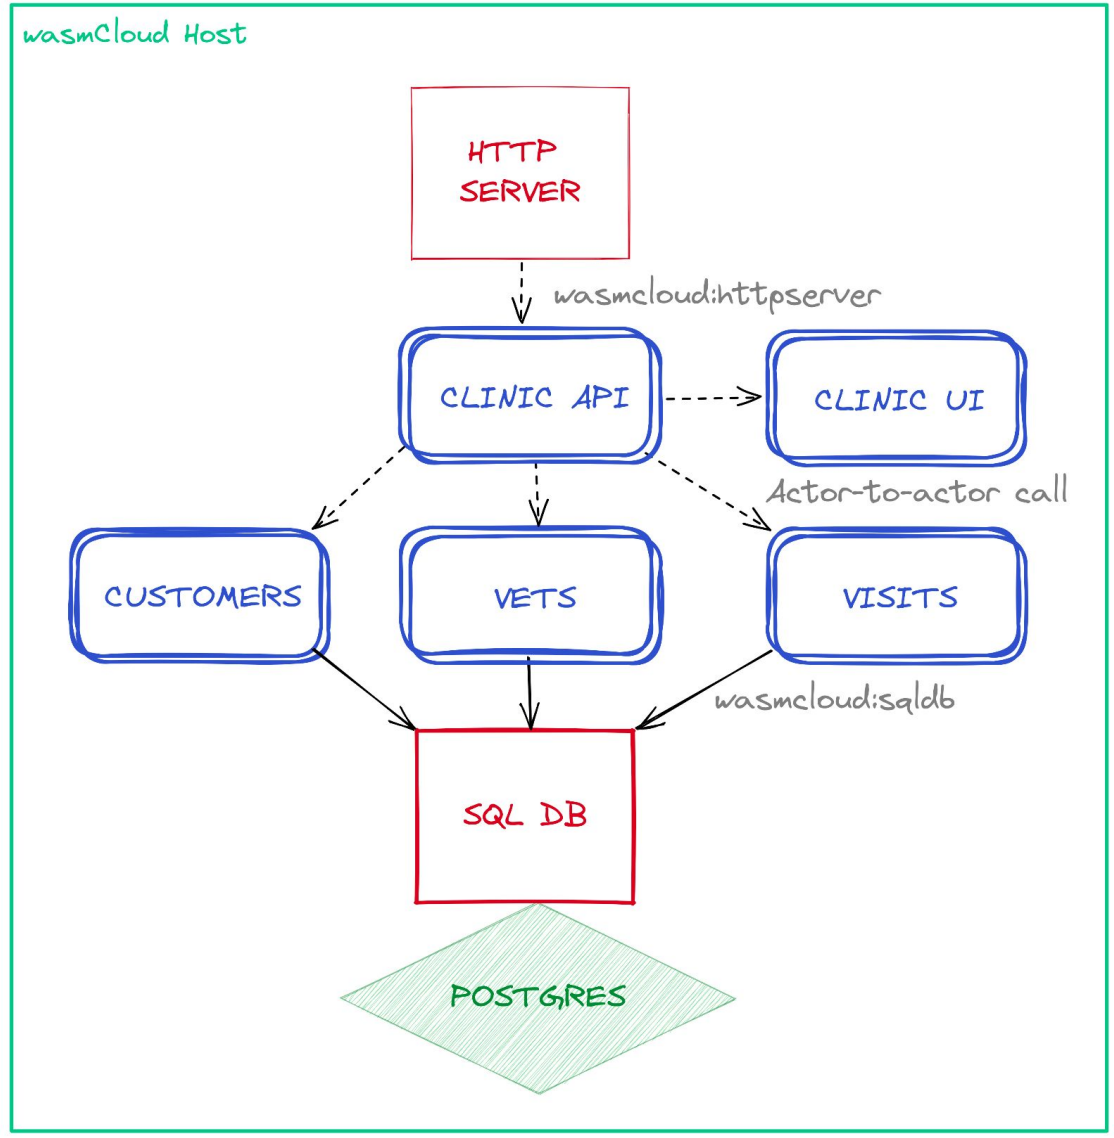 wasmCloud Host
HTTP
SERVER
wasmcloud:httpserver
CLINIC API
CLINIC UI
Actor-to-actor call
CUSTOMERS
VETS
VISITS
wasmcloud:sqldb
SQL DB
POSTGRES